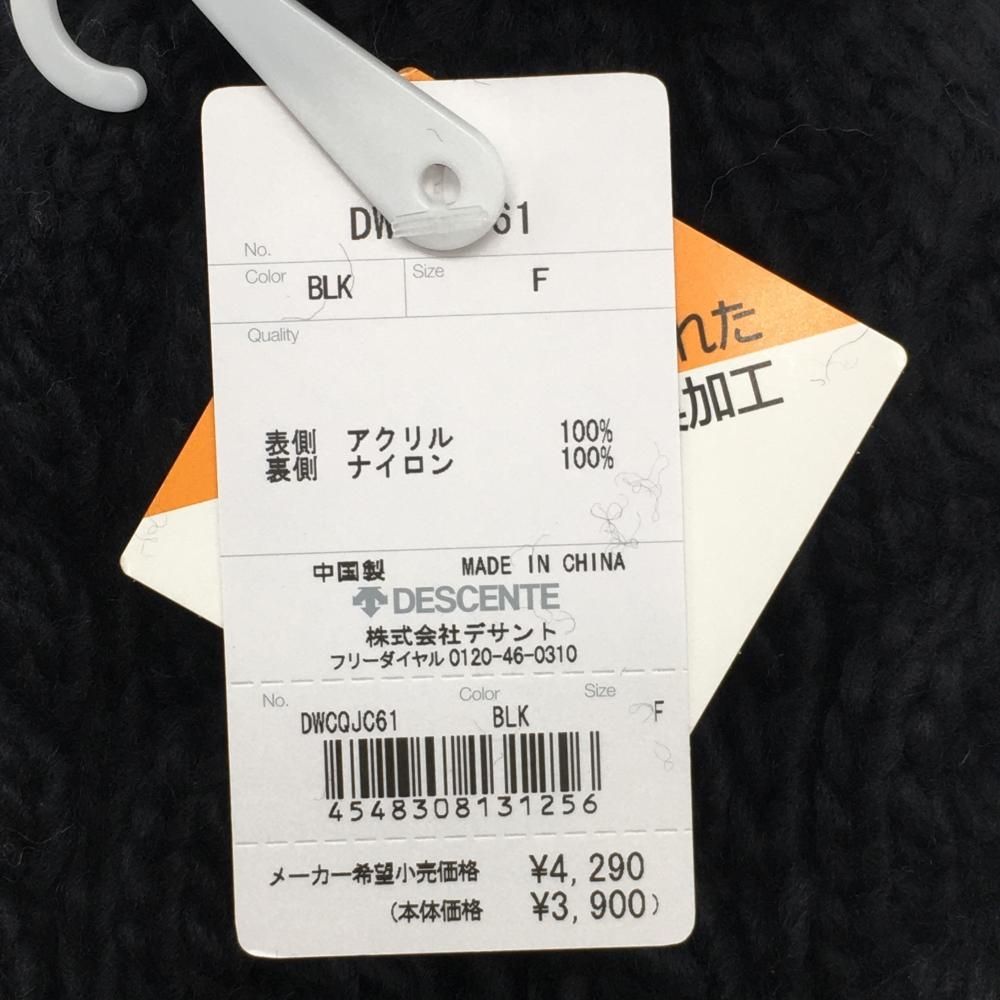 No.
Color BLK Size F
Quality
表側 アクリル 100%
裏側 ナイロン 100%
中国製 MADE IN CHINA
DESCENTE
株式会社デサント
フリーダイヤル 0120-46-0310
No. Color Size
DWCQJC61 BLK F
4548308131256
メーカー希望小売価格 ¥4,290
(本体価格 ¥3,900)
れた
加工